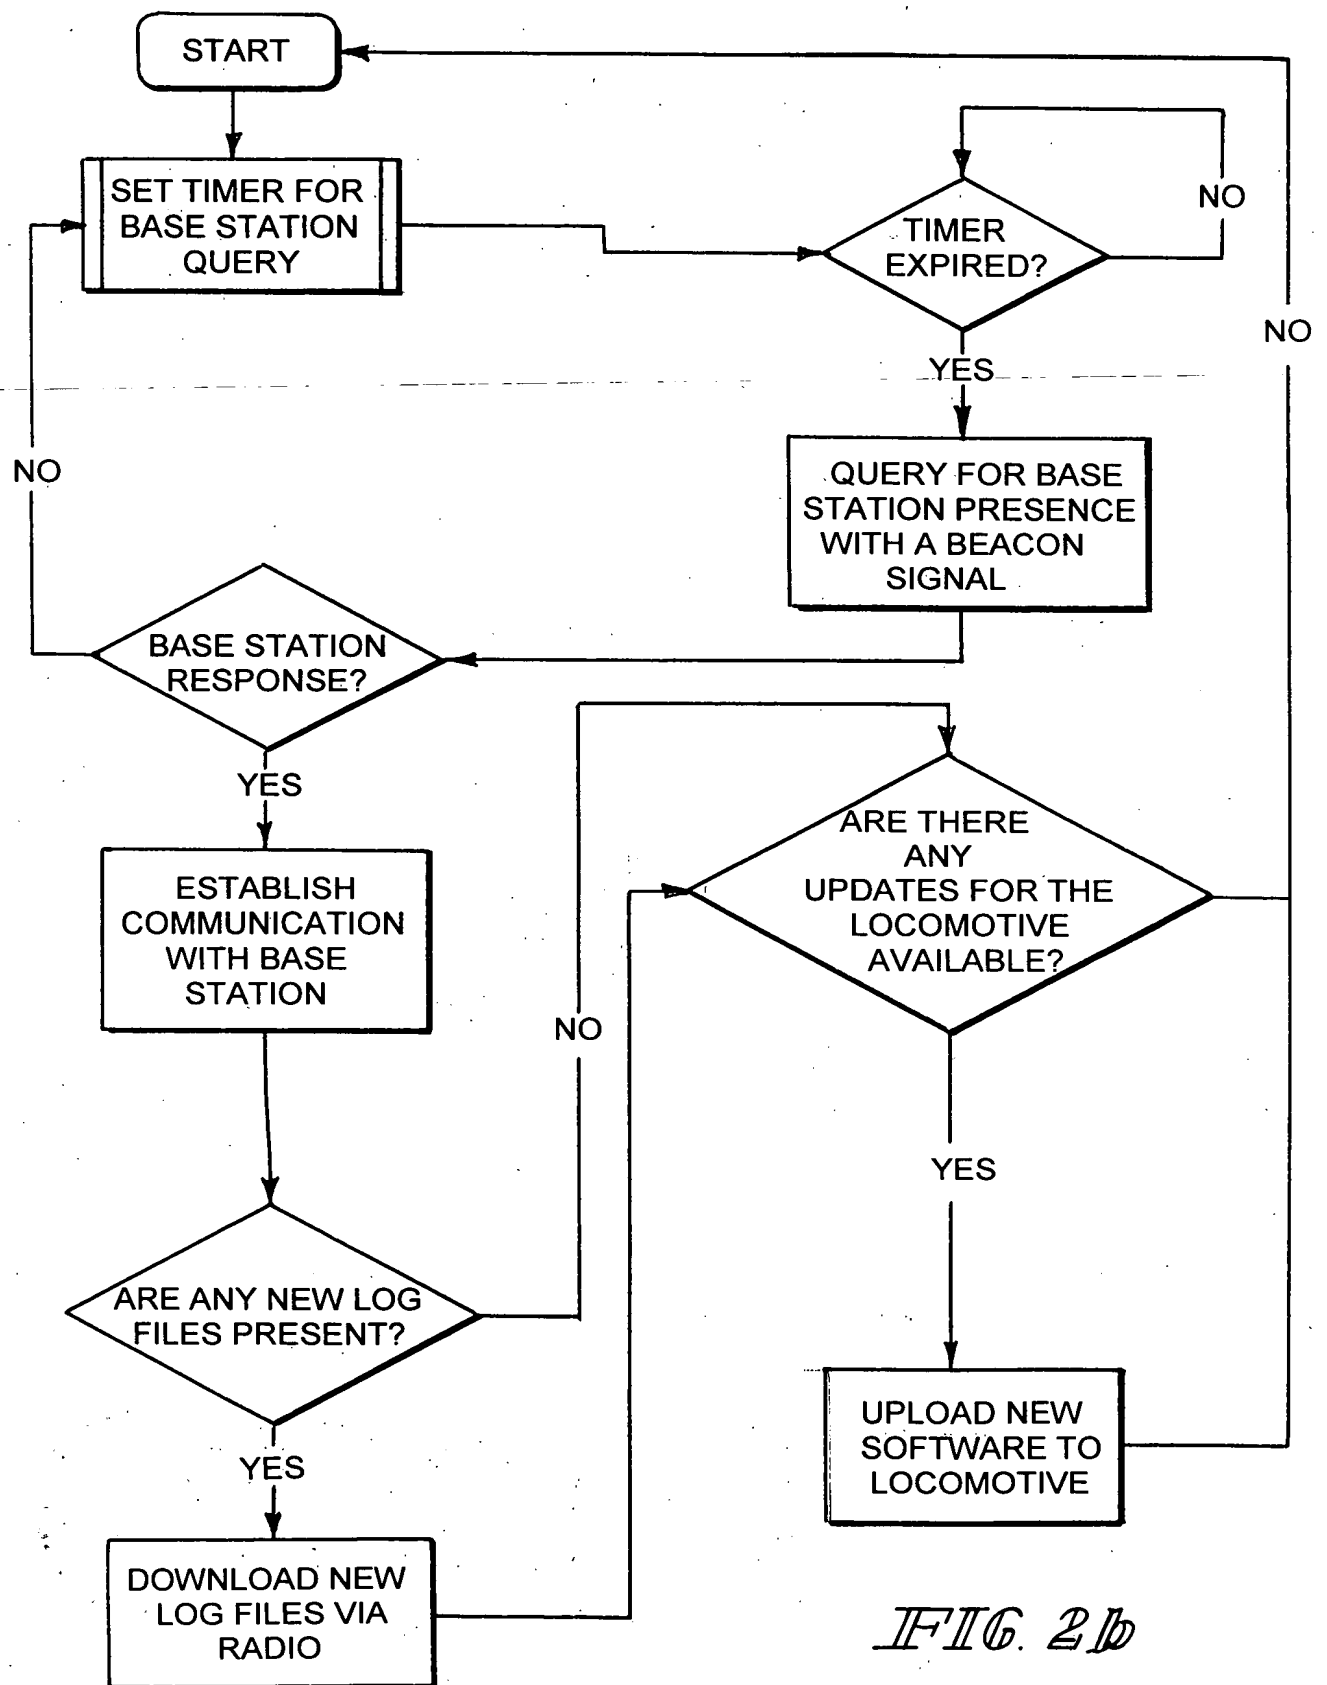 START
SET TIMER FOR
BASE STATION
QUERY
TIMER
EXPIRED?
NO
YES
NO
QUERY FOR BASE
STATION PRESENCE
WITH A BEACON
SIGNAL
NO
BASE STATION
RESPONSE?
YES
ESTABLISH
COMMUNICATION
WITH BASE
STATION
ARE THERE
ANY
UPDATES FOR THE
LOCOMOTIVE
AVAILABLE?
NO
YES
ARE ANY NEW LOG
FILES PRESENT?
YES
UPLOAD NEW
SOFTWARE TO
LOCOMOTIVE
DOWNLOAD NEW
LOG FILES VIA
RADIO
FIG. 2b